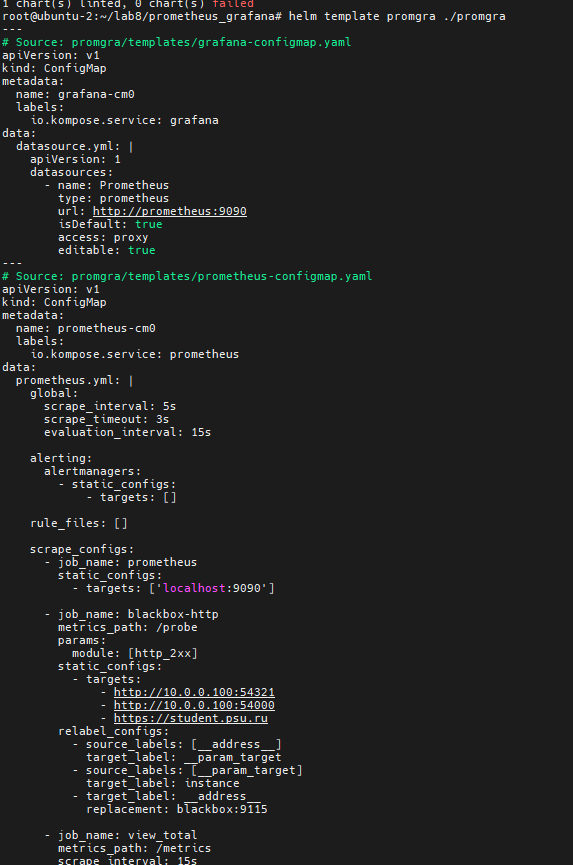 1 chart(s) linted, 0 chart(s) failed
root@ubuntu-2:~/lab8/prometheus_grafana# helm template promgra ./promgra
---
# Source: promgra/templates/grafana-configmap.yaml
apiVersion: v1
kind: ConfigMap
metadata:
  name: grafana-cm0
  labels:
    io.kompose.service: grafana
data:
  datasource.yml: |
    apiVersion: 1
    datasources:
      - name: Prometheus
        type: prometheus
        url: http://prometheus:9090
        isDefault: true
        access: proxy
        editable: true
---
# Source: promgra/templates/prometheus-configmap.yaml
apiVersion: v1
kind: ConfigMap
metadata:
  name: prometheus-cm0
  labels:
    io.kompose.service: prometheus
data:
  prometheus.yml: |
    global:
      scrape_interval: 5s
      scrape_timeout: 3s
      evaluation_interval: 15s

    alerting:
      alertmanagers:
        - static_configs:
            - targets: []

    rule_files: []

    scrape_configs:
      - job_name: prometheus
        static_configs:
          - targets: ['localhost:9090']

      - job_name: blackbox-http
        metrics_path: /probe
        params:
          module: [http_2xx]
        static_configs:
          - targets:
              - http://10.0.0.100:54321
              - http://10.0.0.100:54000
              - https://student.psu.ru
        relabel_configs:
          - source_labels: [__address__]
            target_label: __param_target
          - source_labels: [__param_target]
            target_label: instance
          - target_label: __address__
            replacement: blackbox:9115

      - job_name: view_total
        metrics_path: /metrics
        scrape_interval: 15s